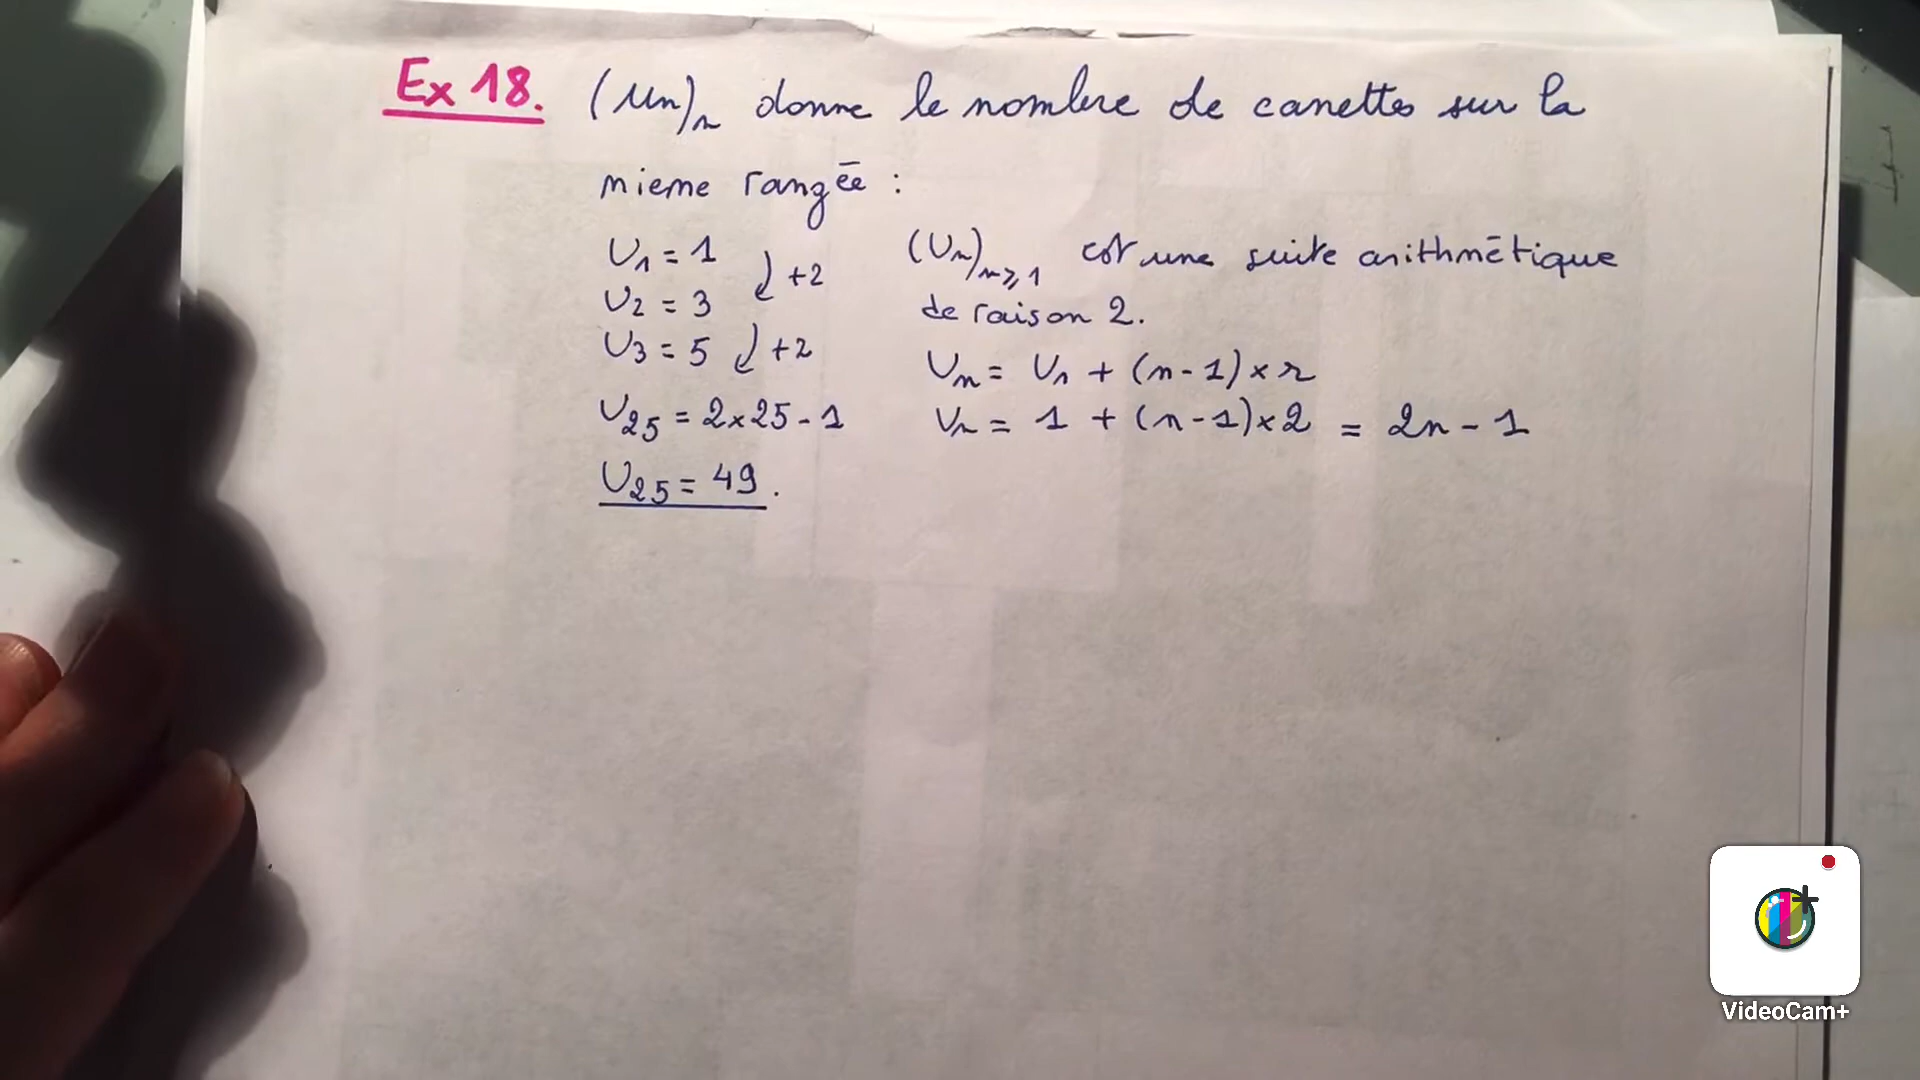 Ex 18. (Un)n donne le nombre de canettes sur la
nieme rangée :
U1 = 1
+2
U2 = 3
U3 = 5
+2
U25 = 2×25-1
U25 = 49.
(Un)n≥1 est une suite arithmétique
de raison 2.
Un = U1 + (n-1)×r
Un = 1 + (n-1)×2 = 2n-1
VideoCam+